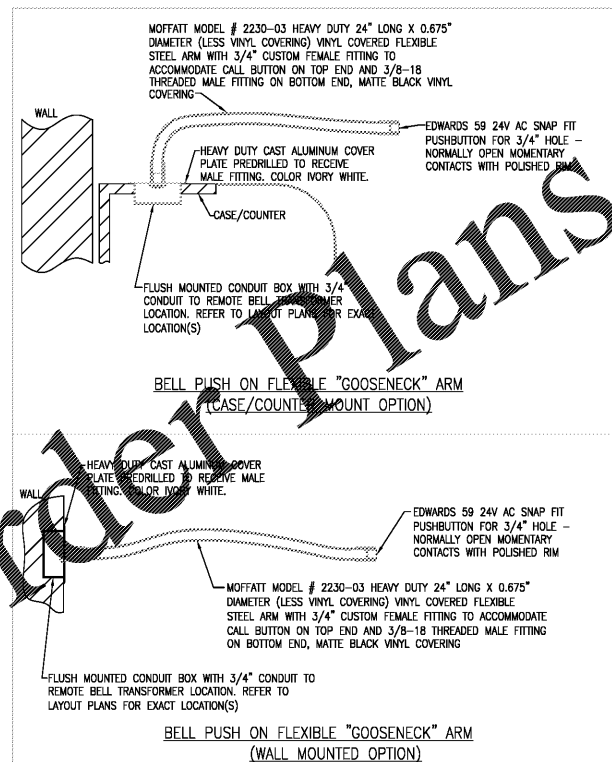 MOFFATT MODEL # 2230-03 HEAVY DUTY 24" LONG X 0.675"
DIAMETER (LESS VINYL COVERING) VINYL COVERED FLEXIBLE
STEEL ARM WITH 3/4" CUSTOM FEMALE FITTING TO
ACCOMMODATE CALL BUTTON ON TOP END AND 3/8-18
THREADED MALE FITTING ON BOTTOM END, MATTE BLACK VINYL
COVERING
WALL
EDWARDS 59 24V AC SNAP FIT
PUSHBUTTON FOR 3/4" HOLE -
NORMALLY OPEN MOMENTARY
CONTACTS WITH POLISHED RIM
HEAVY DUTY CAST ALUMINUM COVER
PLATE PREDRILLED TO RECEIVE
MALE FITTING. COLOR IVORY WHITE.
CASE/COUNTER
FLUSH MOUNTED CONDUIT BOX WITH 3/4"
CONDUIT TO REMOTE BELL TRANSFORMER
LOCATION. REFER TO LAYOUT PLANS FOR EXACT
LOCATION(S)
BELL PUSH ON FLEXIBLE "GOOSENECK" ARM
(CASE/COUNTER MOUNT OPTION)
HEAVY DUTY CAST ALUMINUM COVER
PLATE PREDRILLED TO RECEIVE MALE
FITTING. COLOR IVORY WHITE.
WALL
EDWARDS 59 24V AC SNAP FIT
PUSHBUTTON FOR 3/4" HOLE -
NORMALLY OPEN MOMENTARY
CONTACTS WITH POLISHED RIM
MOFFATT MODEL # 2230-03 HEAVY DUTY 24" LONG X 0.675"
DIAMETER (LESS VINYL COVERING) VINYL COVERED FLEXIBLE
STEEL ARM WITH 3/4" CUSTOM FEMALE FITTING TO ACCOMMODATE
CALL BUTTON ON TOP END AND 3/8-18 THREADED MALE FITTING
ON BOTTOM END, MATTE BLACK VINYL COVERING
FLUSH MOUNTED CONDUIT BOX WITH 3/4" CONDUIT TO
REMOTE BELL TRANSFORMER LOCATION. REFER TO
LAYOUT PLANS FOR EXACT LOCATION(S)
BELL PUSH ON FLEXIBLE "GOOSENECK" ARM
(WALL MOUNTED OPTION)
rder Plans